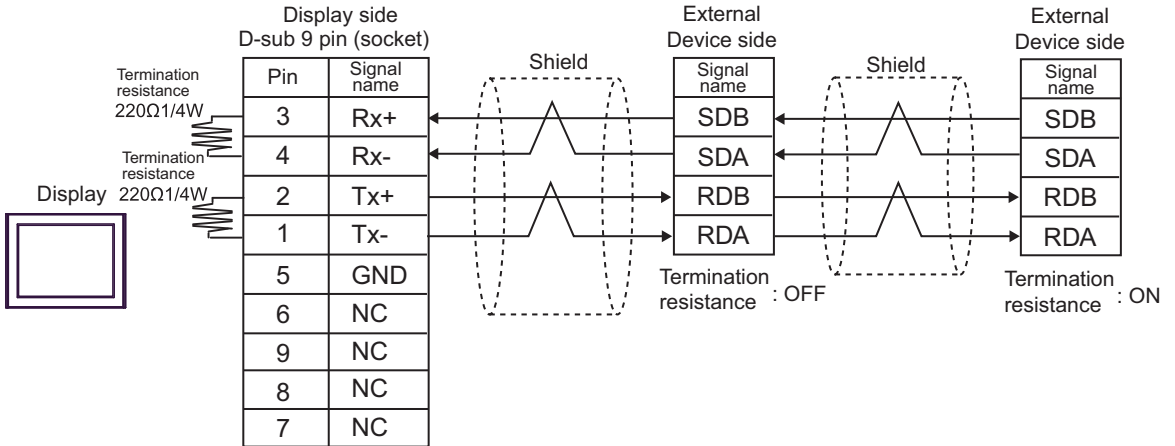 Display side
D-sub 9 pin (socket)
External
Device side
External
Device side
Termination
resistance
220Ω1/4W
Termination
resistance
220Ω1/4W
Display
Shield
Shield
Pin Signal name
3 Rx+
4 Rx-
2 Tx+
1 Tx-
5 GND
6 NC
9 NC
8 NC
7 NC
Signal
name
SDB
SDA
RDB
RDA
Termination
resistance : OFF
Signal
name
SDB
SDA
RDB
RDA
Termination
resistance : ON